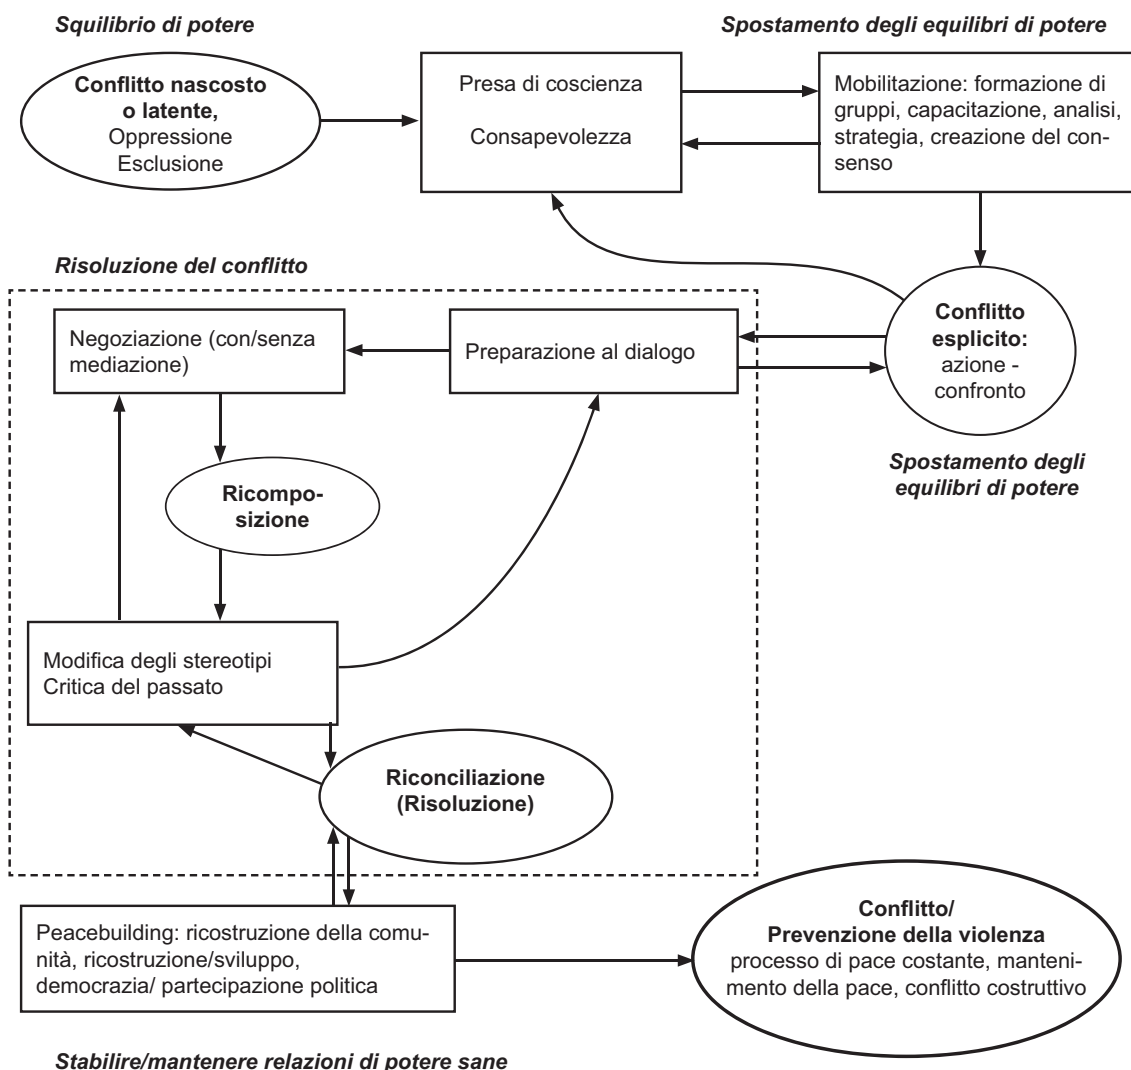 Squilibrio di potere
Spostamento degli equilibri di potere
Conflitto nascosto
o latente,
Oppressione
Esclusione
Presa di coscienza
Consapevolezza
Mobilitazione: formazione di
gruppi, capacitazione, analisi,
strategia, creazione del con-
senso
Risoluzione del conflitto
Negoziazione (con/senza
mediazione)
Preparazione al dialogo
Conflitto
esplicito:
azione -
confronto
Spostamento degli
equilibri di potere
Ricompo-
sizione
Modifica degli stereotipi
Critica del passato
Riconciliazione
(Risoluzione)
Peacebuilding: ricostruzione della comu-
nità, ricostruzione/sviluppo,
democrazia/ partecipazione politica
Conflitto/
Prevenzione della violenza
processo di pace costante, manteni-
mento della pace, conflitto costruttivo
Stabilire/mantenere relazioni di potere sane